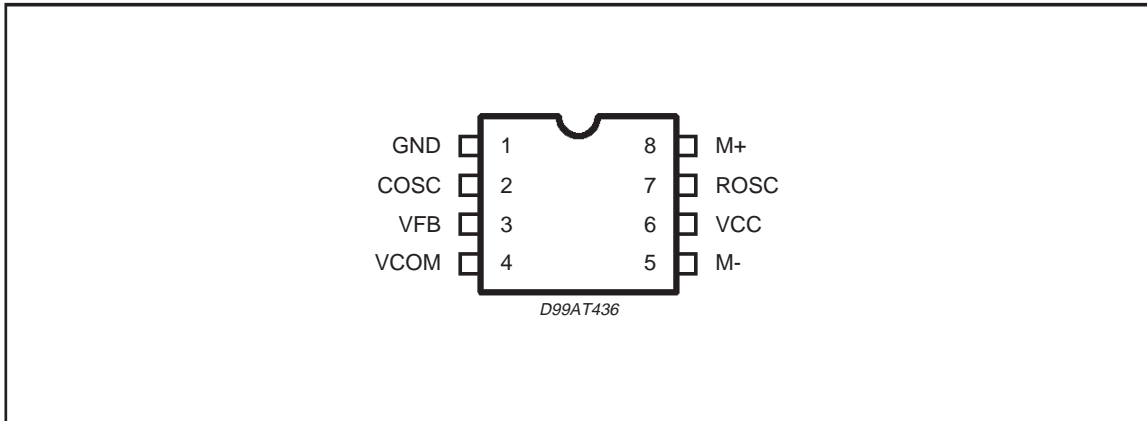 GND 1 8 M+
COSC 2 7 ROSC
VFB 3 6 VCC
VCOM 4 5 M-
D99AT436